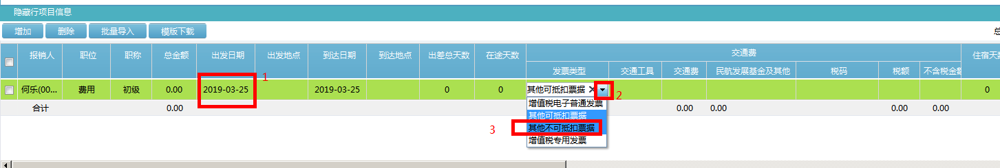 隐藏行项目信息
增加 删除 批量导入 模版下载
报销人 职位 职称 总金额 出发日期 出发地点 到达日期 到达地点 出差总天数 在途天数 交通费
发票类型 交通工具 交通费 民航发展基金及其他 税码 税额 不含税金
1
何乐(00... 费用 初级 0.00 2019-03-25 2019-03-25 0 0 其他可抵扣票据 0
2
增值税电子普通发票
合计 0.00 0.00 0.00 0.00 0.00
其他可抵扣票据
3 其他不可抵扣票据
增值税专用发票